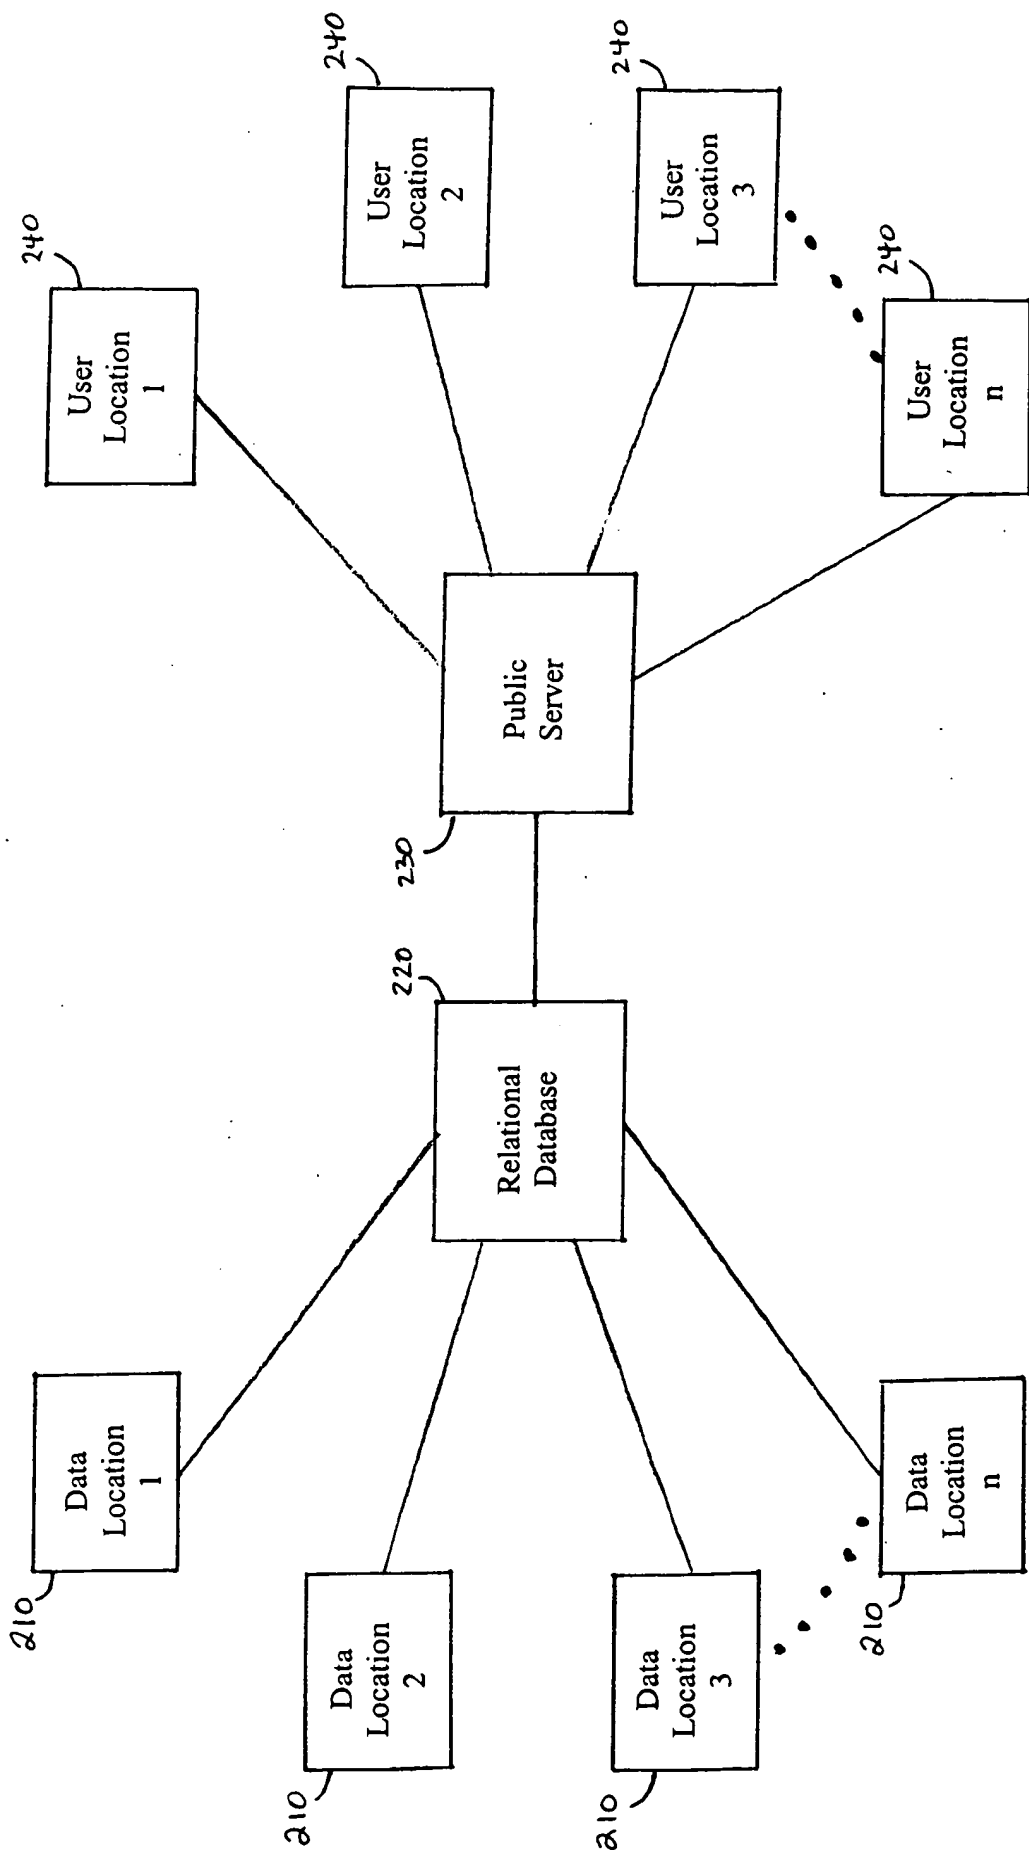 210
Data
Location
1
210
Data
Location
2
210
Data
Location
3
210
Data
Location
n
220
Relational
Database
230
Public
Server
240
User
Location
1
240
User
Location
2
240
User
Location
3
240
User
Location
n